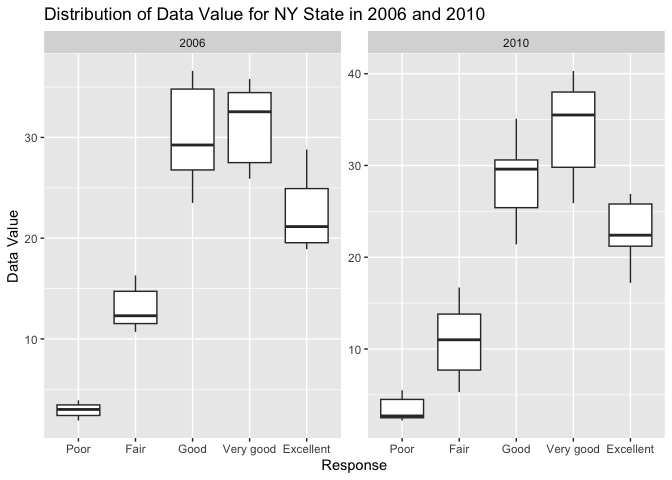 Distribution of Data Value for NY State in 2006 and 2010
2006
2010
Data Value
30
20
10
40
30
20
10
Poor Fair Good Very good Excellent
Poor Fair Good Very good Excellent
Response